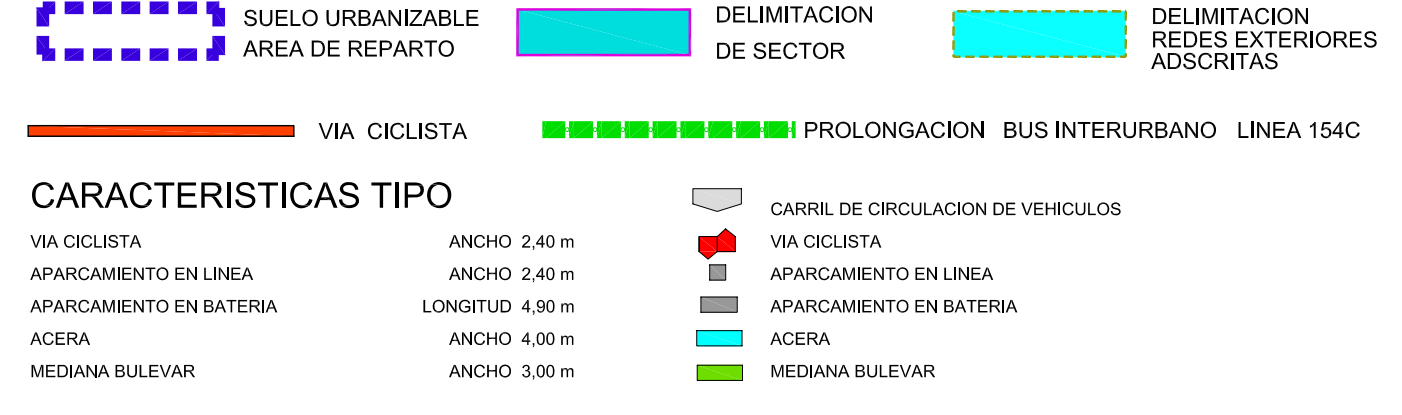 SUELO URBANIZABLE
AREA DE REPARTO
DELIMITACION
DE SECTOR
DELIMITACION
REDES EXTERIORES
ADSCRITAS
VIA CICLISTA
PROLONGACION BUS INTERURBANO LINEA 154C
CARACTERISTICAS TIPO
VIA CICLISTA ANCHO 2,40 m
APARCAMIENTO EN LINEA ANCHO 2,40 m
APARCAMIENTO EN BATERIA LONGITUD 4,90 m
ACERA ANCHO 4,00 m
MEDIANA BULEVAR ANCHO 3,00 m
CARRIL DE CIRCULACION DE VEHICULOS
VIA CICLISTA
APARCAMIENTO EN LINEA
APARCAMIENTO EN BATERIA
ACERA
MEDIANA BULEVAR